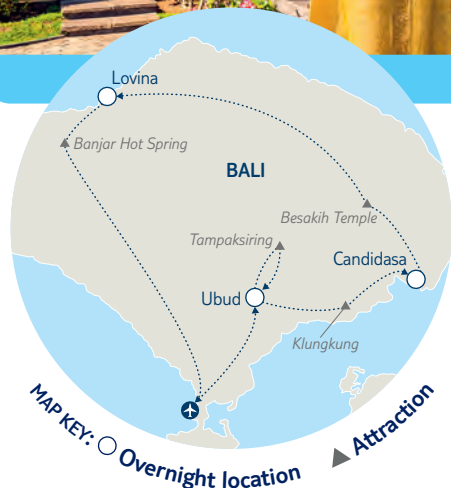 Lovina
Banjar Hot Spring
BALI
Besakih Temple
Tampaksiring
Candidasa
Ubud
Klungkung
MAP KEY: Overnight location Attraction